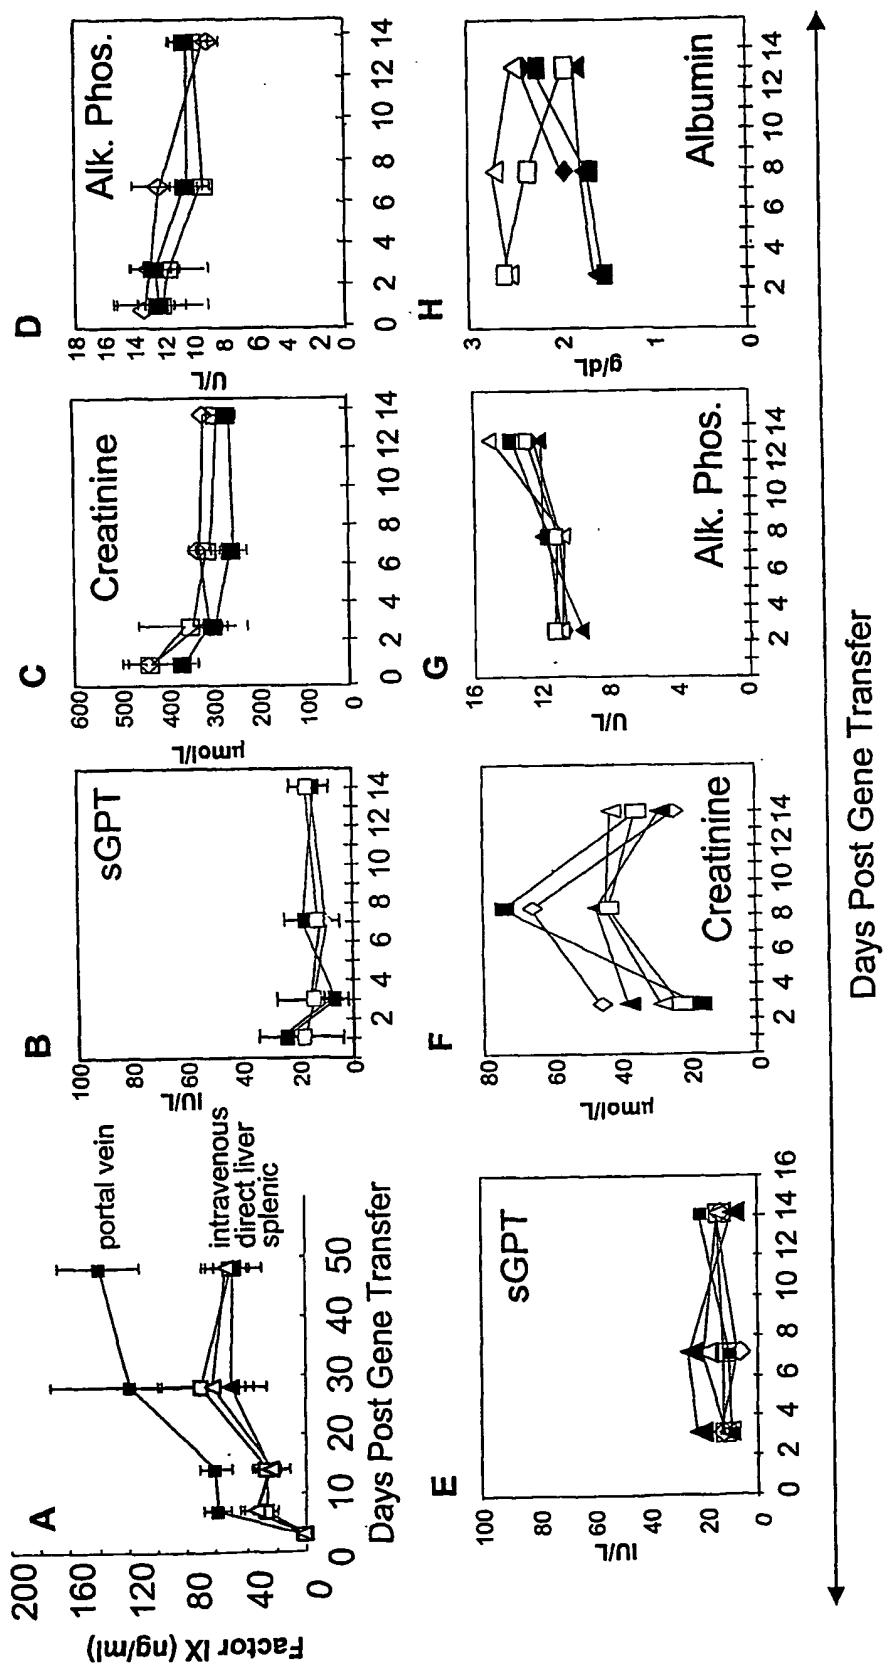 A
Factor IX (ng/ml)
200
160
120
80
40
0
0 10 20 30 40 50
Days Post Gene Transfer
portal vein
intravenous
direct liver
splenic
B
sGPT
IU/L
100
80
60
40
20
0
2 4 6 8 10 12 14
C
Creatinine
µmol/L
600
500
400
300
200
100
0
0 2 4 6 8 10 12 14
D
Alk. Phos.
U/L
18
16
14
12
10
8
6
4
2
0
0 2 4 6 8 10 12 14
E
sGPT
IU/L
100
80
60
40
20
0
0 2 4 6 8 10 12 14 16
F
Creatinine
µmol/L
80
60
40
20
0
2 4 6 8 10 12 14
G
Alk. Phos.
U/L
16
12
8
4
0
2 4 6 8 10 12 14
H
Albumin
g/dL
3
2
1
0
2 4 6 8 10 12 14
Days Post Gene Transfer